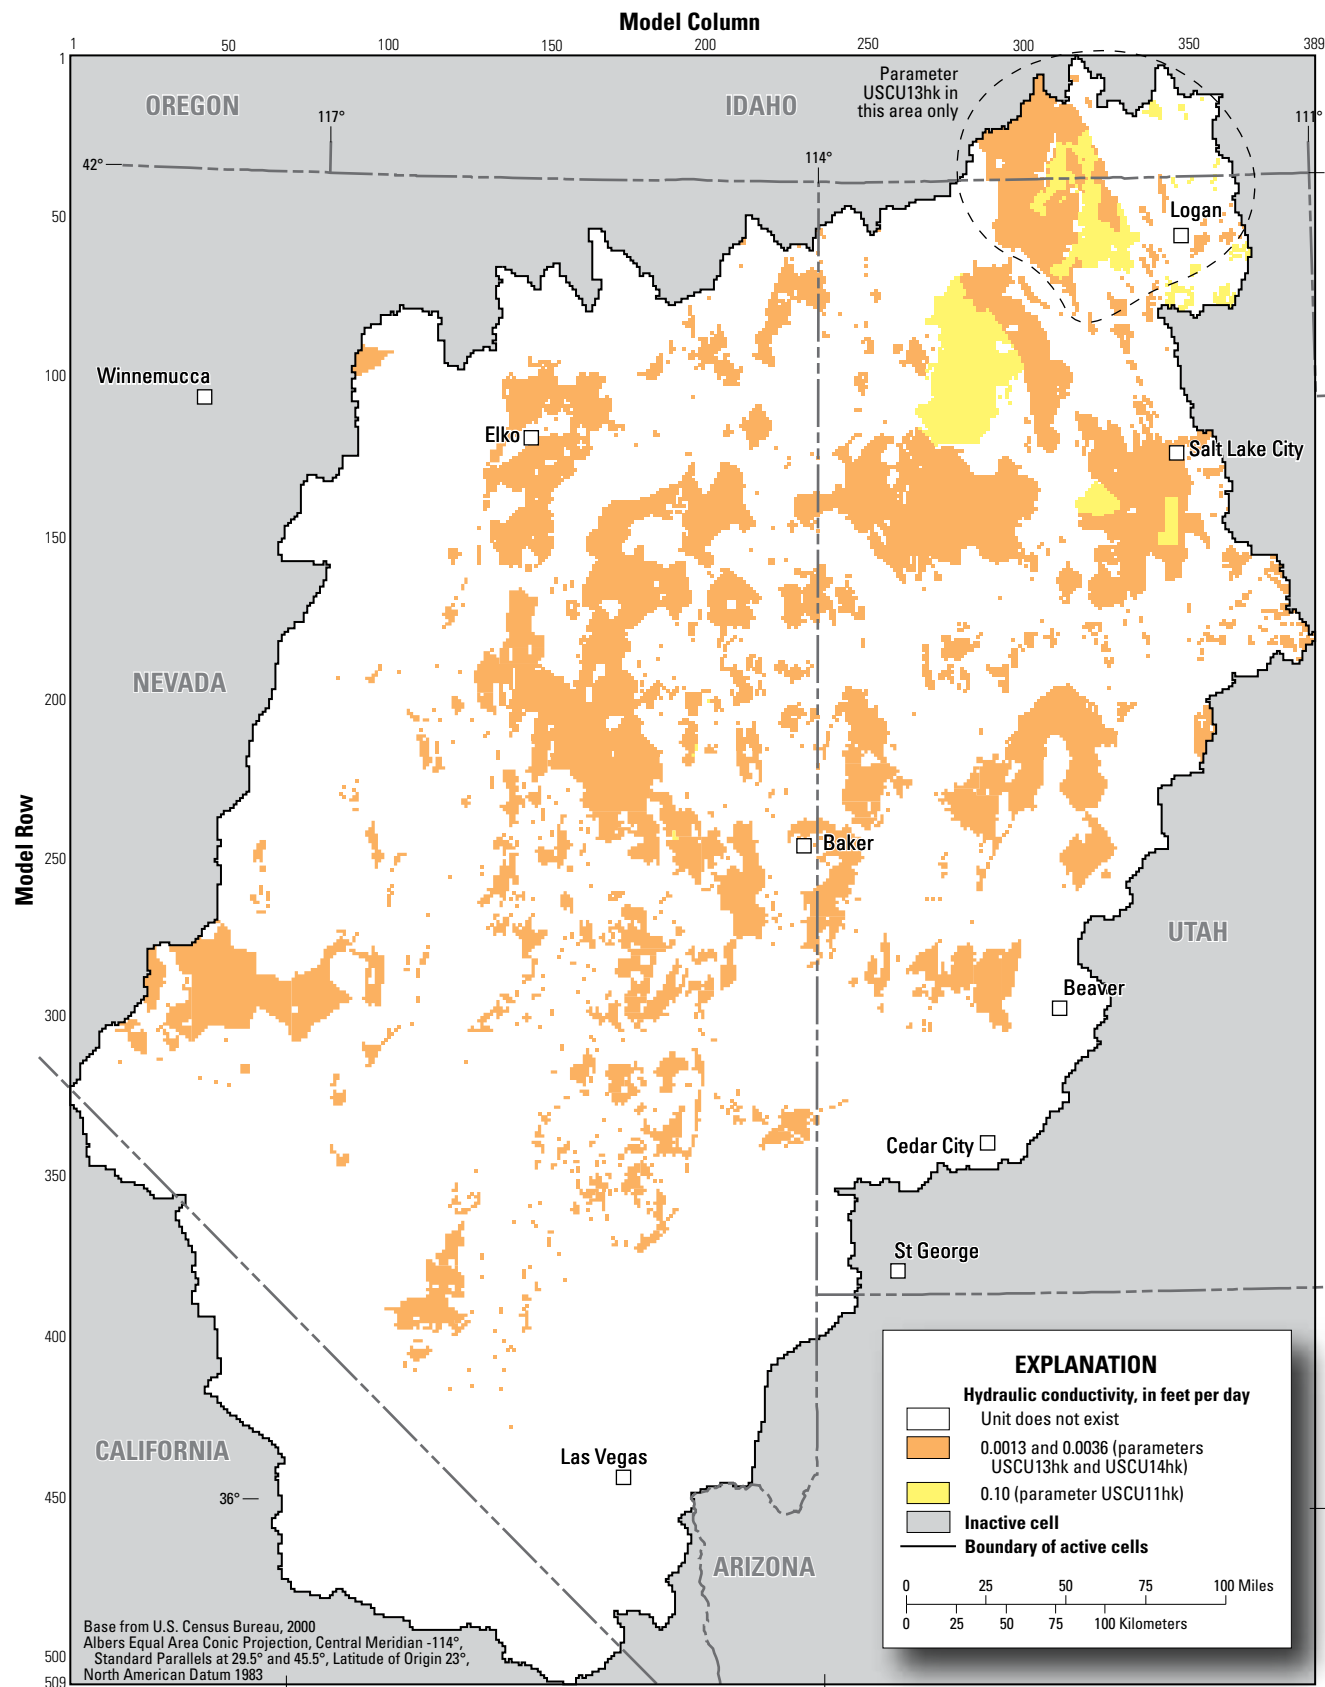 Model Column
1 50 100 150 200 250 300 350 389
1
50
100
150
200
250
300
350
400
450
500
509
Model Row
OREGON
IDAHO
Parameter
USCU13hk in
this area only
117°
114°
111°
42°
Logan
Winnemucca
Elko
Salt Lake City
NEVADA
Baker
UTAH
Beaver
Cedar City
St George
CALIFORNIA
36°
Las Vegas
ARIZONA
EXPLANATION
Hydraulic conductivity, in feet per day
Unit does not exist
0.0013 and 0.0036 (parameters
USCU13hk and USCU14hk)
0.10 (parameter USCU11hk)
Inactive cell
Boundary of active cells
0 25 50 75 100 Miles
0 25 50 75 100 Kilometers
Base from U.S. Census Bureau, 2000
Albers Equal Area Conic Projection, Central Meridian -114°,
Standard Parallels at 29.5° and 45.5°, Latitude of Origin 23°,
North American Datum 1983